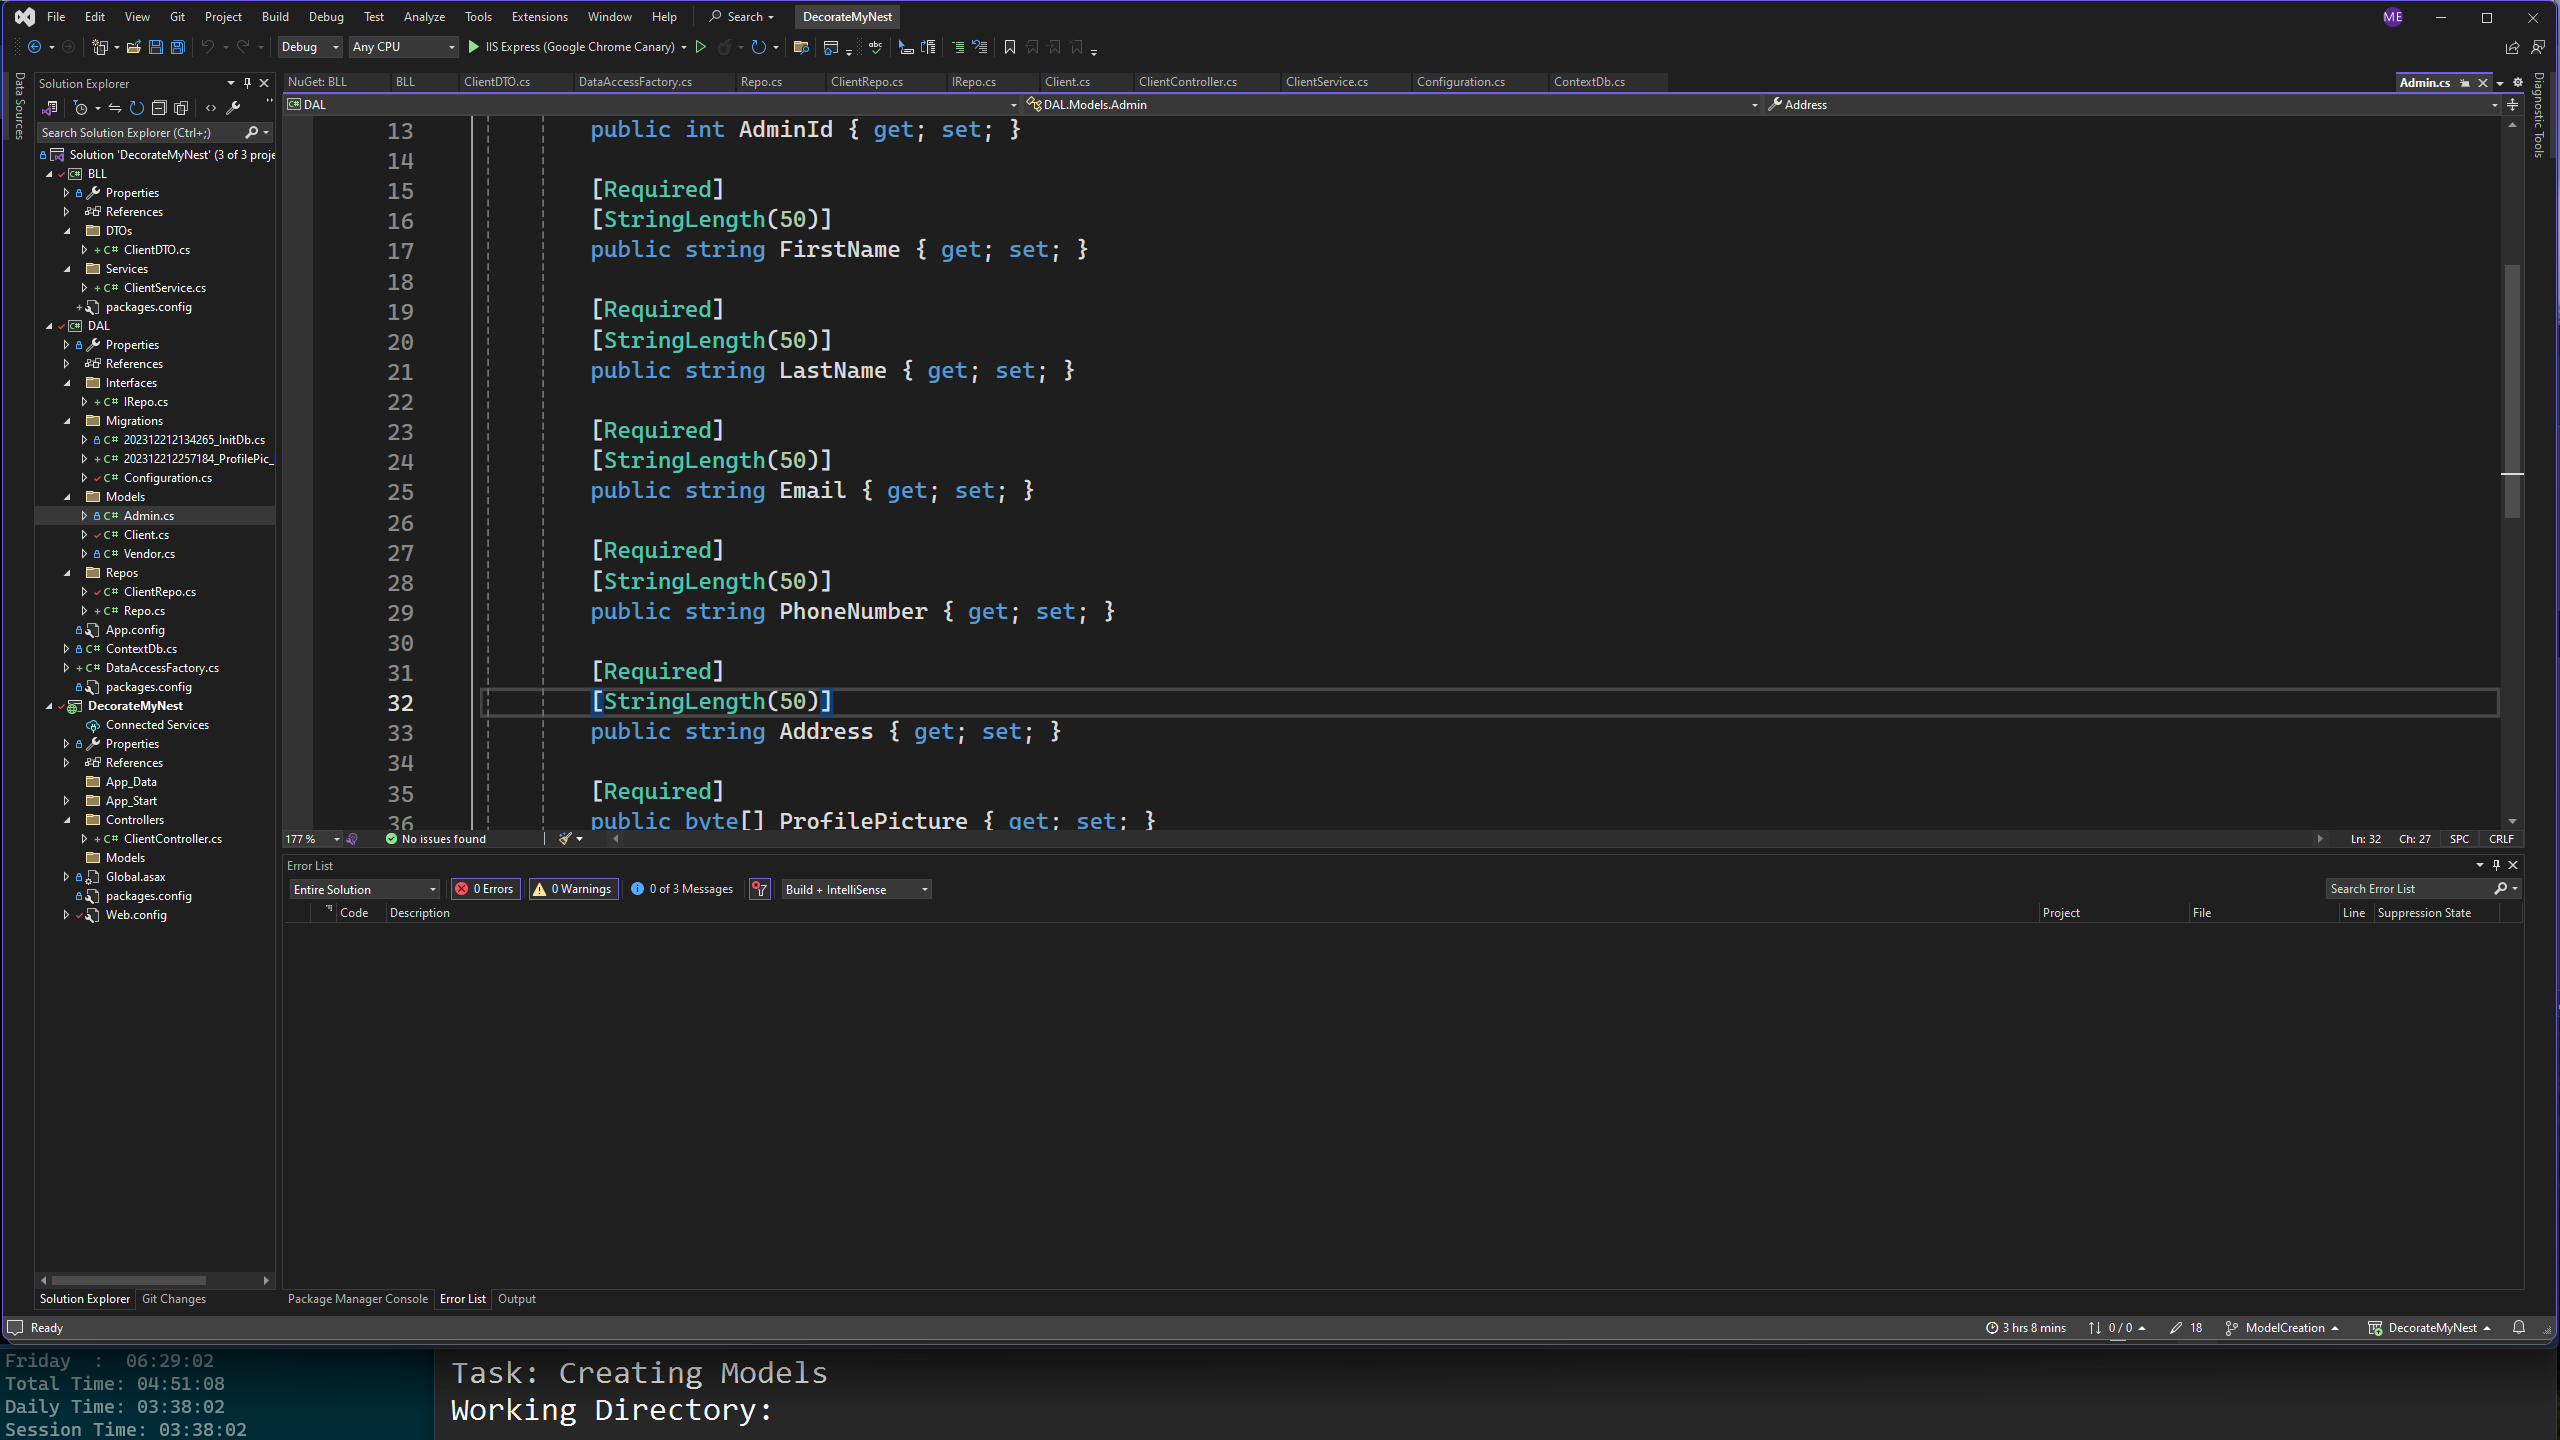 File Edit View Git Project Build Debug Test Analyze Tools Extensions Window Help Search DecorateMyNest ME
Debug Any CPU IIS Express (Google Chrome Canary)
Data Sources
Solution Explorer
Search Solution Explorer (Ctrl+;)
Solution 'DecorateMyNest' (3 of 3 proje
BLL
Properties
References
DTOs
C# ClientDTO.cs
Services
C# ClientService.cs
packages.config
DAL
Properties
References
Interfaces
C# IRepo.cs
Migrations
C# 202312212134265_InitDb.cs
C# 202312212257184_ProfilePic_
C# Configuration.cs
Models
C# Admin.cs
C# Client.cs
C# Vendor.cs
Repos
C# ClientRepo.cs
C# Repo.cs
App.config
C# ContextDb.cs
C# DataAccessFactory.cs
packages.config
DecorateMyNest
Connected Services
Properties
References
App_Data
App_Start
Controllers
C# ClientController.cs
Models
Global.asax
packages.config
Web.config
Solution Explorer Git Changes
NuGet: BLL BLL ClientDTO.cs DataAccessFactory.cs Repo.cs ClientRepo.cs IRepo.cs Client.cs ClientController.cs ClientService.cs Configuration.cs ContextDb.cs Admin.cs
C# DAL DAL.Models.Admin Address
13 public int AdminId { get; set; }
14
15 [Required]
16 [StringLength(50)]
17 public string FirstName { get; set; }
18
19 [Required]
20 [StringLength(50)]
21 public string LastName { get; set; }
22
23 [Required]
24 [StringLength(50)]
25 public string Email { get; set; }
26
27 [Required]
28 [StringLength(50)]
29 public string PhoneNumber { get; set; }
30
31 [Required]
32 [StringLength(50)]
33 public string Address { get; set; }
34
35 [Required]
36 public byte[] ProfilePicture { get; set; }
177 % No issues found Ln: 32 Ch: 27 SPC CRLF
Diagnostic Tools
Error List
Entire Solution 0 Errors 0 Warnings 0 of 3 Messages Build + IntelliSense Search Error List
Code Description Project File Line Suppression State
Package Manager Console Error List Output
Ready 3 hrs 8 mins 0 / 0 18 ModelCreation DecorateMyNest
Friday : 06:29:02
Total Time: 04:51:08
Daily Time: 03:38:02
Session Time: 03:38:02
Task: Creating Models
Working Directory: